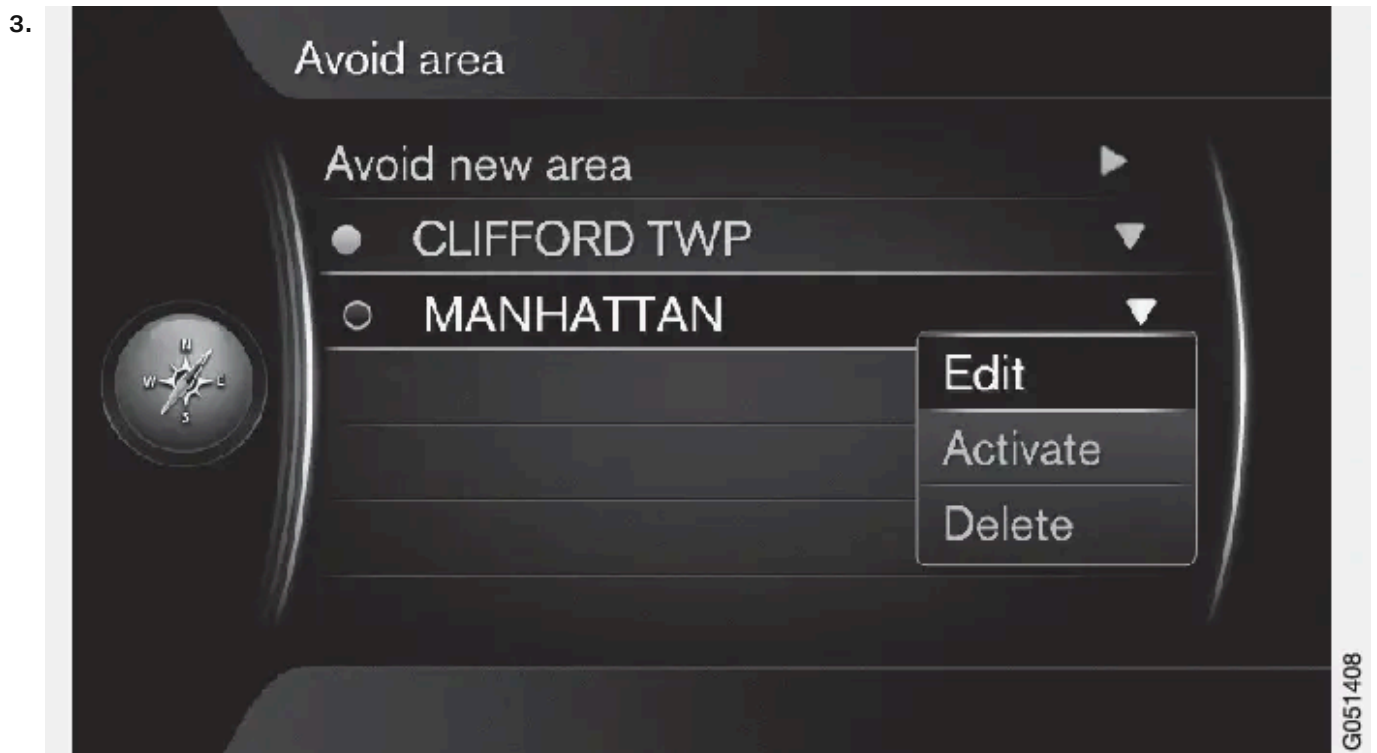 3.
Avoid area
Avoid new area
CLIFFORD TWP
MANHATTAN
Edit
Activate
Delete
N
W
E
S
G051408